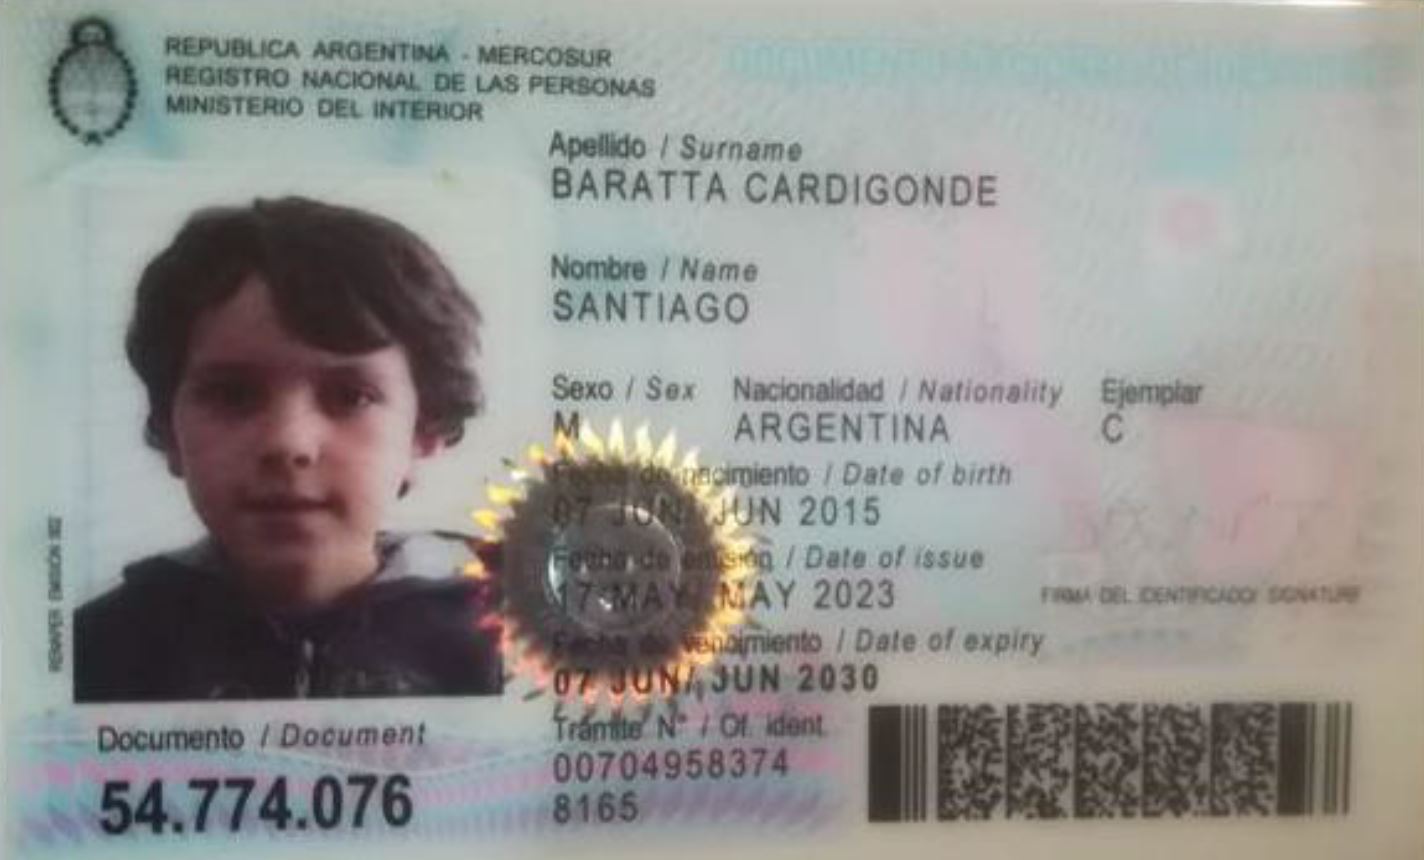 REPUBLICA ARGENTINA - MERCOSUR
REGISTRO NACIONAL DE LAS PERSONAS
MINISTERIO DEL INTERIOR
Apellido / Surname
BARATTA CARDIGONDE
Nombre / Name
SANTIAGO
Sexo / Sex Nacionalidad / Nationality Ejemplar
M ARGENTINA C
Fecha de nacimiento / Date of birth
07 JUN/ JUN 2015
Fecha de emisión / Date of issue
17 MAY/ MAY 2023
FIRMA DEL IDENTIFICADO/ SIGNATURE
Fecha de vencimiento / Date of expiry
07 JUN/ JUN 2030
Documento / Document
54.774.076
Trámite N° / Of. ident.
00704958374
8165